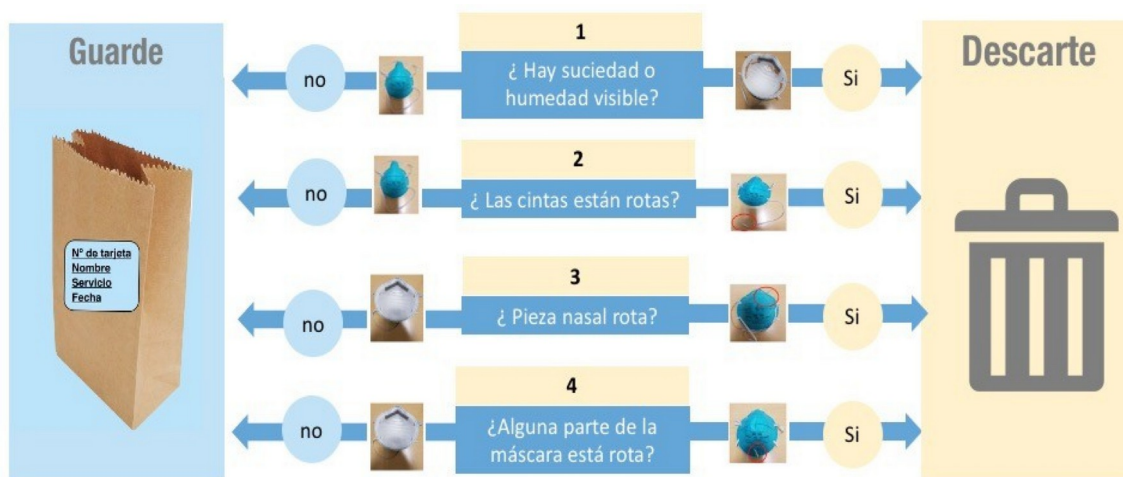 Guarde
Nº de tarjeta
Nombre
Servicio
Fecha
1
¿ Hay suciedad o
humedad visible?
no
Si
2
¿ Las cintas están rotas?
no
Si
3
¿ Pieza nasal rota?
no
Si
4
¿Alguna parte de la
máscara está rota?
no
Si
Descarte